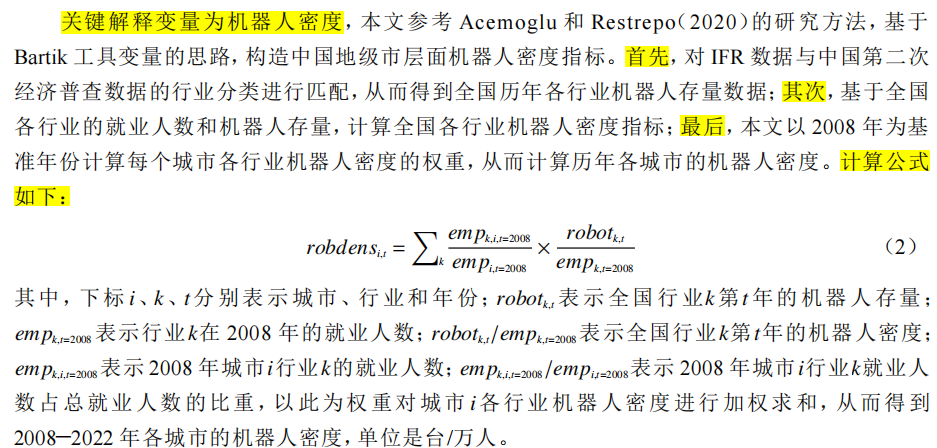 关键解释变量为机器人密度，本文参考 Acemoglu 和 Restrepo（2020）的研究方法，基于
Bartik 工具变量的思路，构造中国地级市层面机器人密度指标。首先，对 IFR 数据与中国第二次
经济普查数据的行业分类进行匹配，从而得到全国历年各行业机器人存量数据；其次，基于全国
各行业的就业人数和机器人存量，计算全国各行业机器人密度指标；最后，本文以 2008 年为基
准年份计算每个城市各行业机器人密度的权重，从而计算历年各城市的机器人密度。计算公式
如下：
robdens_{i,t} = ∑_k emp_{k,i,t=2008}/emp_{i,t=2008} × robot_{k,t}/emp_{k,t=2008} （2）
其中，下标 i、k、t 分别表示城市、行业和年份；robot_{k,t} 表示全国行业 k 第 t 年的机器人存量；
emp_{k,t=2008} 表示行业 k 在 2008 年的就业人数；robot_{k,t}/emp_{k,t=2008} 表示全国行业 k 第 t 年的机器人密度；
emp_{k,i,t=2008} 表示 2008 年城市 i 行业 k 的就业人数；emp_{k,i,t=2008}/emp_{i,t=2008} 表示 2008 年城市 i 行业 k 就业人
数占总就业人数的比重，以此为权重对城市 i 各行业机器人密度进行加权求和，从而得到
2008—2022 年各城市的机器人密度，单位是台/万人。